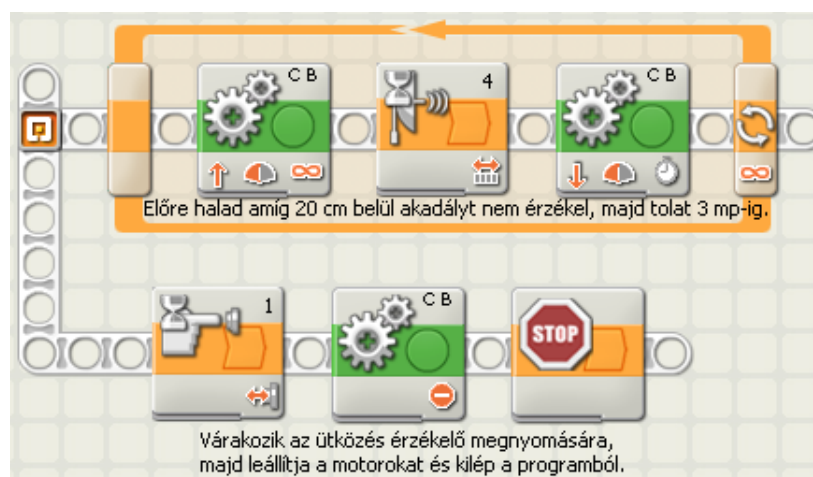 C B
4
C B
Előre halad amíg 20 cm belül akadályt nem érzékel, majd tolat 3 mp-ig.
1
C B
STOP
Várakozik az ütközés érzékelő megnyomására,
majd leállítja a motorokat és kilép a programból.